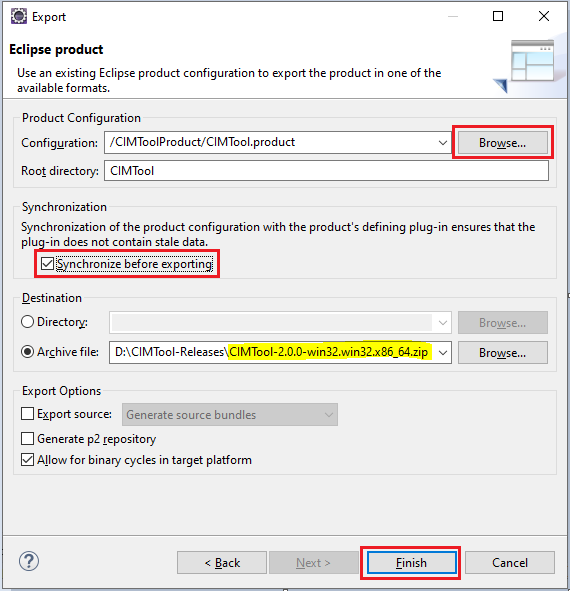 Export
Eclipse product
Use an existing Eclipse product configuration to export the product in one of the
available formats.
Product Configuration
Configuration: /CIMToolProduct/CIMTool.product Browse...
Root directory: CIMTool
Synchronization
Synchronization of the product configuration with the product's defining plug-in ensures that the
plug-in does not contain stale data.
Synchronize before exporting
Destination
Directory: Browse...
Archive file: D:\CIMTool-Releases\CIMTool-2.0.0-win32.win32.x86_64.zip Browse...
Export Options
Export source: Generate source bundles
Generate p2 repository
Allow for binary cycles in target platform
? < Back Next > Finish Cancel